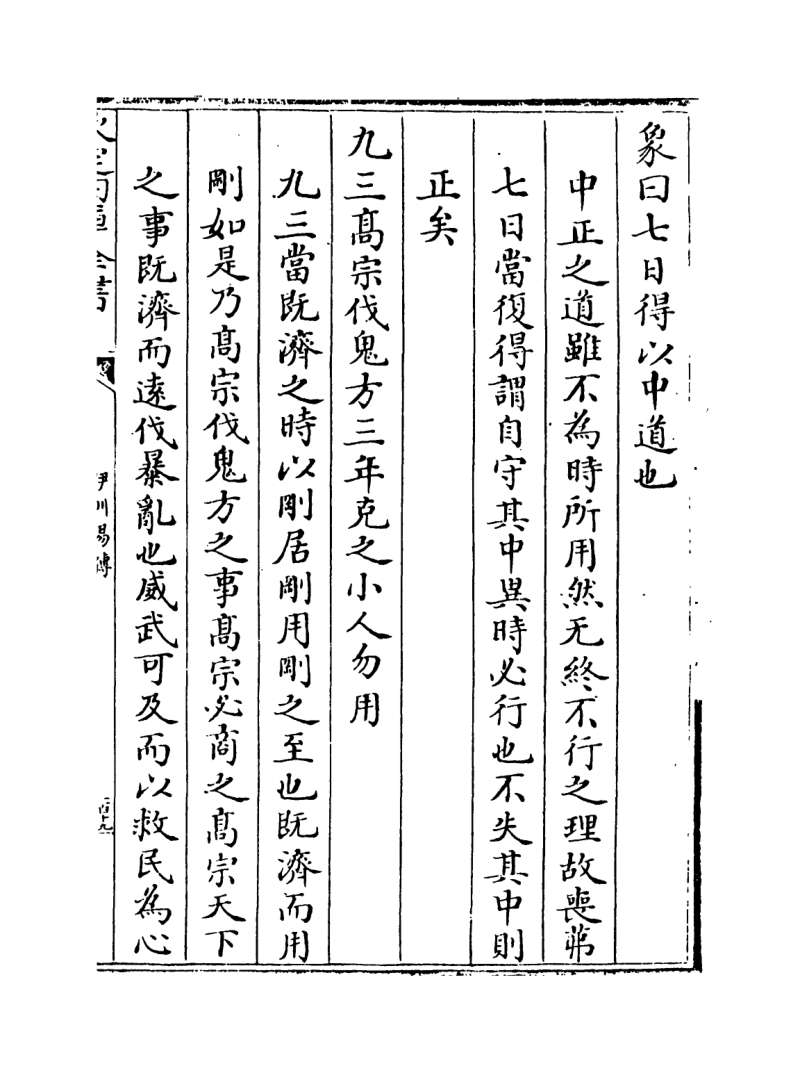 象曰七日得以中道也
中正之道雖不為時所用然无終不行之理故喪茀
七日當復得謂自守其中異時必行也不失其中則
正矣
九三髙宗伐鬼方三年克之小人勿用
九三當既濟之時以剛居剛用剛之至也既濟而用
剛如是乃髙宗伐鬼方之事髙宗必商之髙宗天下
之事既濟而逺伐暴亂也威武可及而以救民為心
伊川易傳